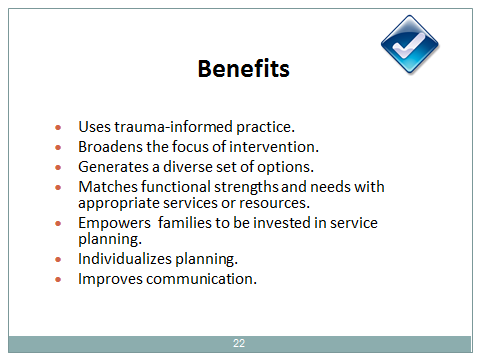 Benefits
• Uses trauma-informed practice.
• Broadens the focus of intervention.
• Generates a diverse set of options.
• Matches functional strengths and needs with
appropriate services or resources.
• Empowers  families to be invested in service
planning.
• Individualizes planning.
• Improves communication.
22